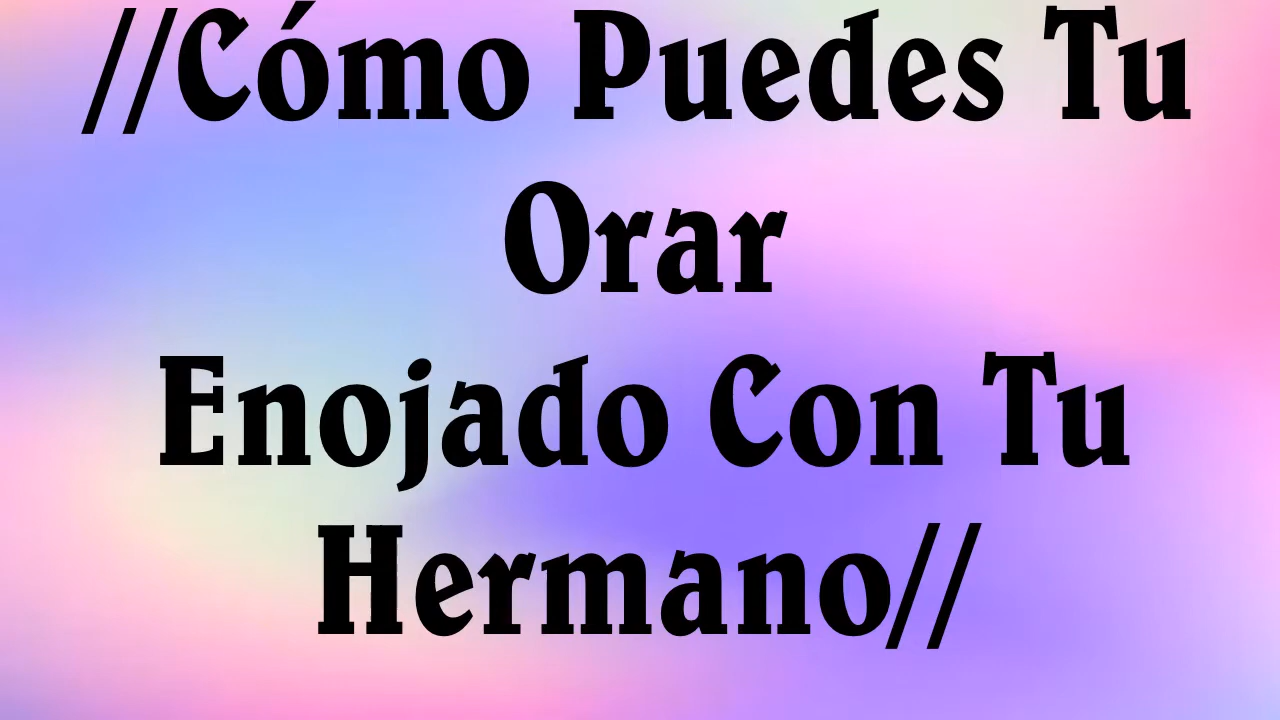 //Cómo Puedes Tu
Orar
Enojado Con Tu
Hermano//